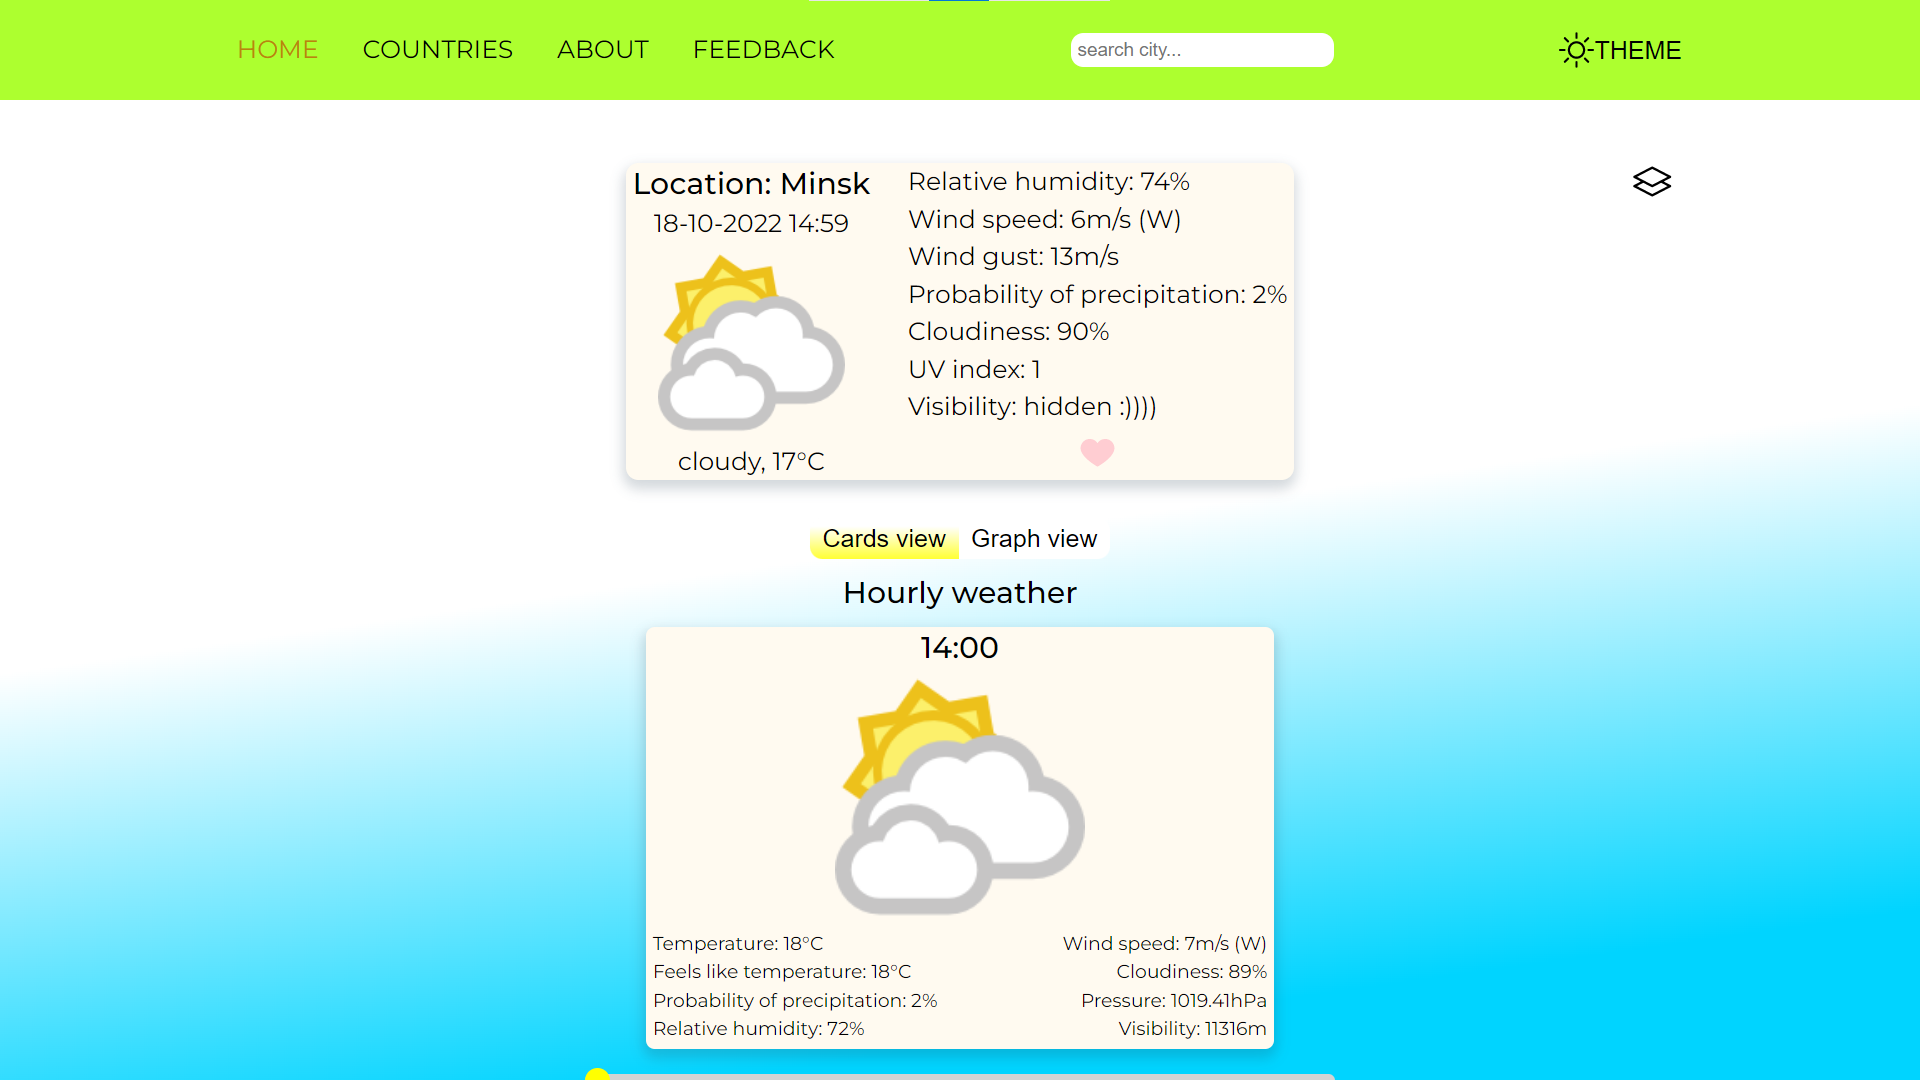 HOME COUNTRIES ABOUT FEEDBACK search city... THEME
Location: Minsk
18-10-2022 14:59
cloudy, 17°C
Relative humidity: 74%
Wind speed: 6m/s (W)
Wind gust: 13m/s
Probability of precipitation: 2%
Cloudiness: 90%
UV index: 1
Visibility: hidden :))))
Cards view Graph view
Hourly weather
14:00
Temperature: 18°C
Feels like temperature: 18°C
Probability of precipitation: 2%
Relative humidity: 72%
Wind speed: 7m/s (W)
Cloudiness: 89%
Pressure: 1019.41hPa
Visibility: 11316m